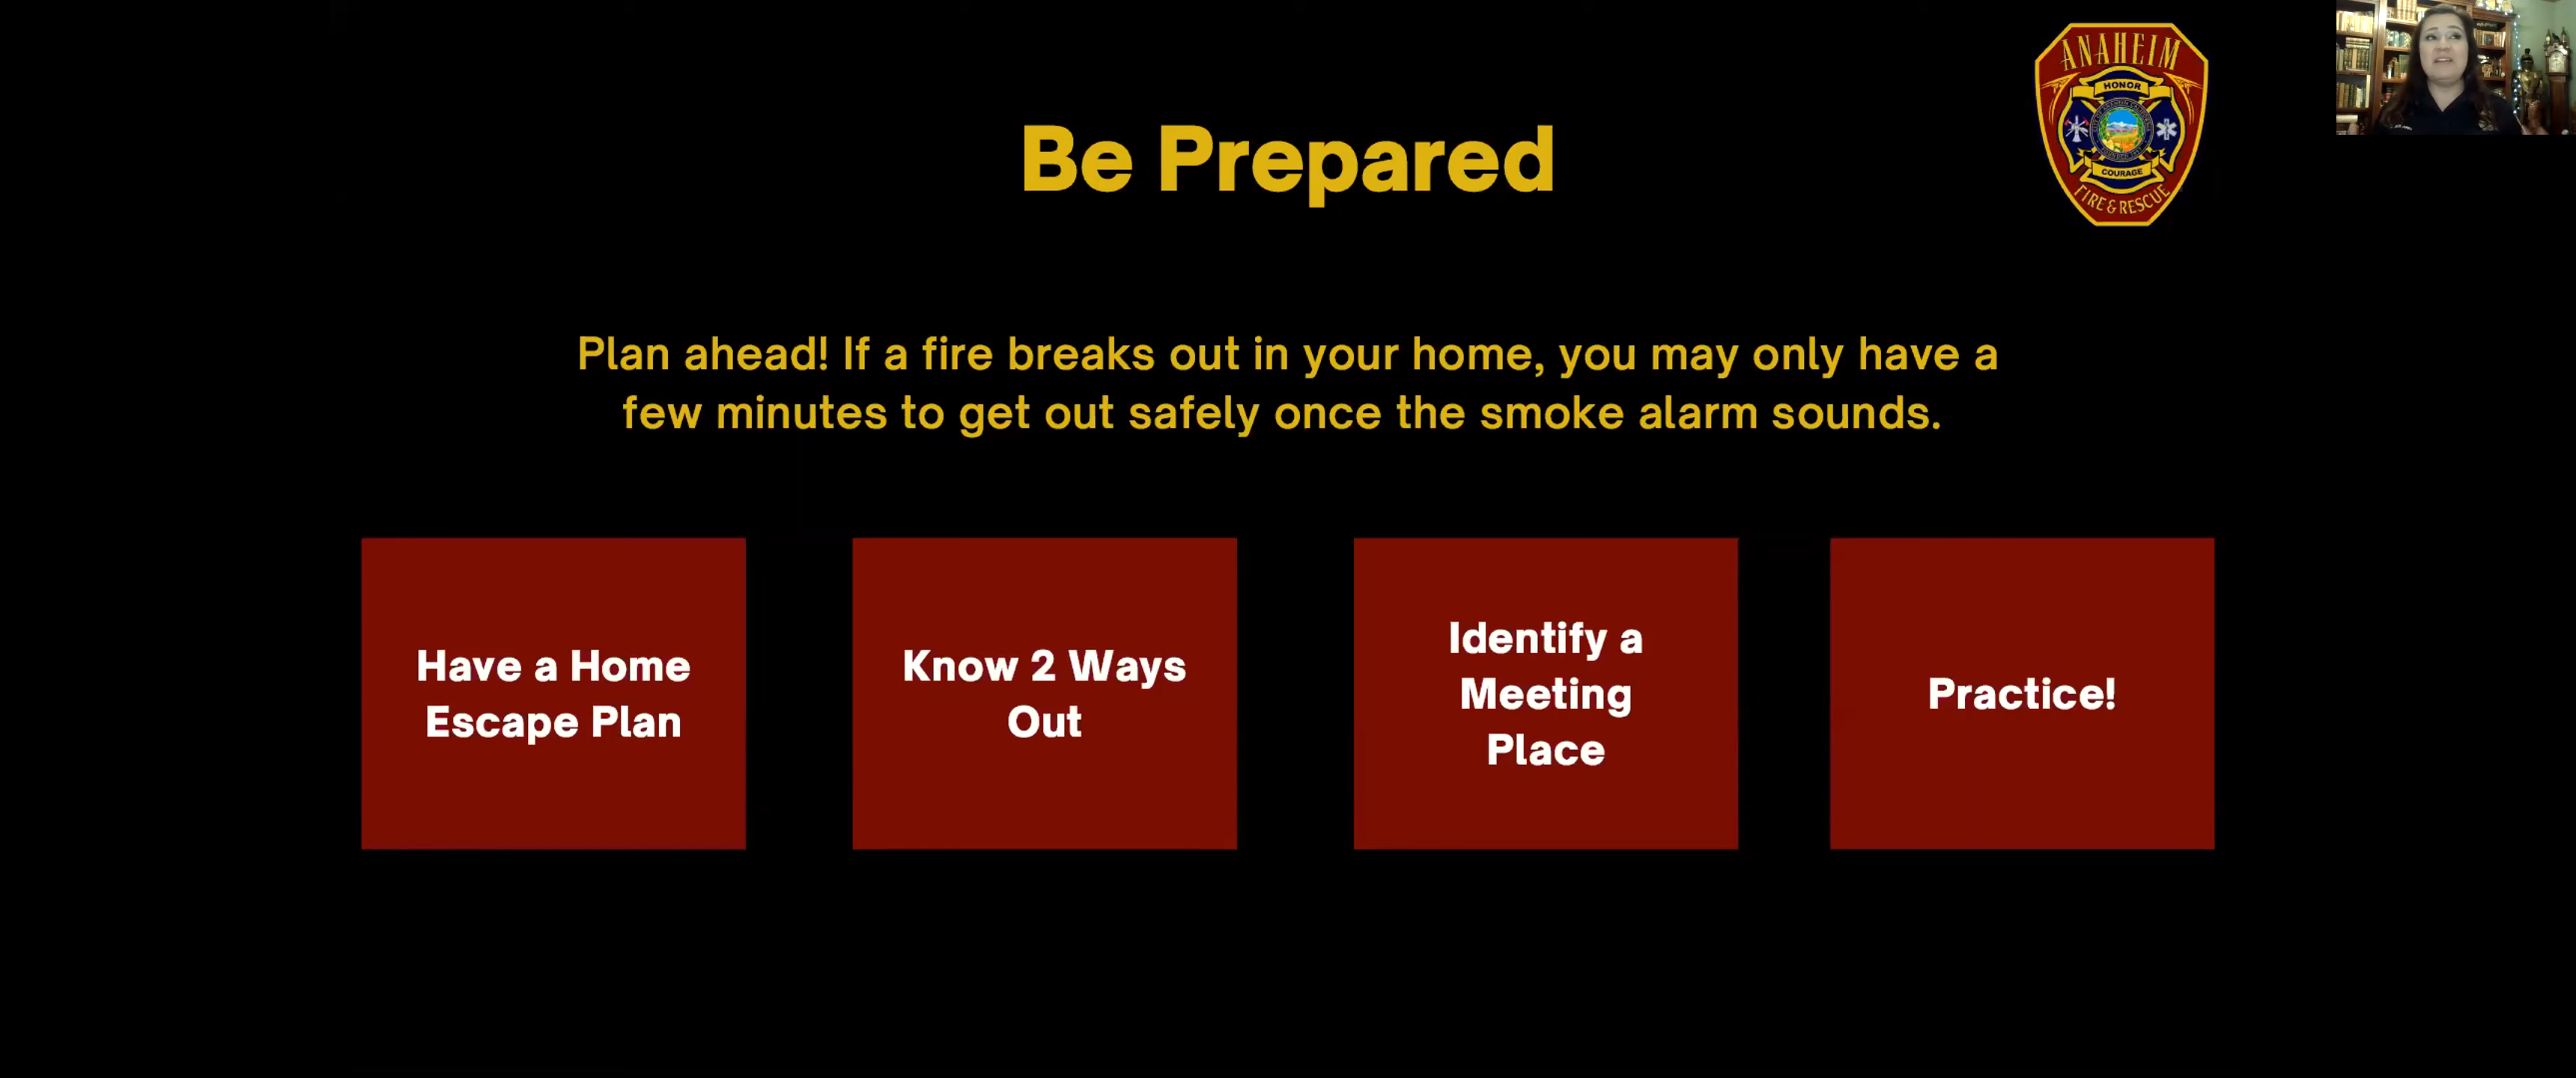 Be Prepared
ANAHEIM
HONOR
COURAGE
FIRE & RESCUE
Plan ahead! If a fire breaks out in your home, you may only have a
few minutes to get out safely once the smoke alarm sounds.
Have a Home
Escape Plan
Know 2 Ways
Out
Identify a
Meeting
Place
Practice!